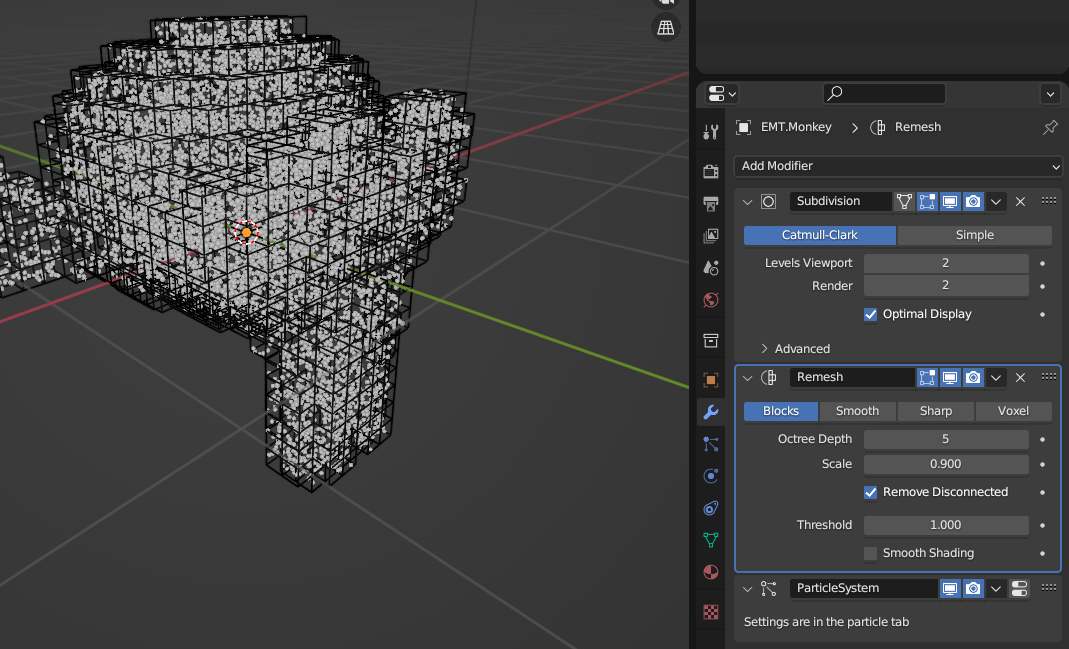 EMT.Monkey > Remesh
Add Modifier
Subdivision
Catmull-Clark Simple
Levels Viewport 2
Render 2
Optimal Display
Advanced
Remesh
Blocks Smooth Sharp Voxel
Octree Depth 5
Scale 0.900
Remove Disconnected
Threshold 1.000
Smooth Shading
ParticleSystem
Settings are in the particle tab